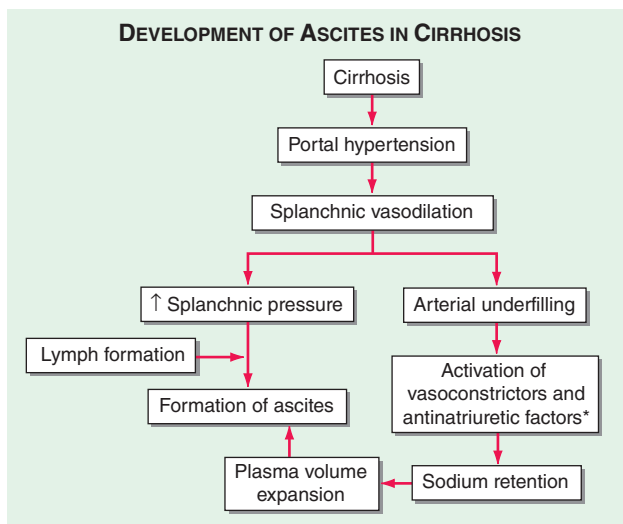 DEVELOPMENT OF ASCITES IN CIRRHOSIS
Cirrhosis
Portal hypertension
Splanchnic vasodilation
↑ Splanchnic pressure
Arterial underfilling
Lymph formation
Activation of
vasoconstrictors and
antinatriuretic factors*
Formation of ascites
Plasma volume
expansion
Sodium retention